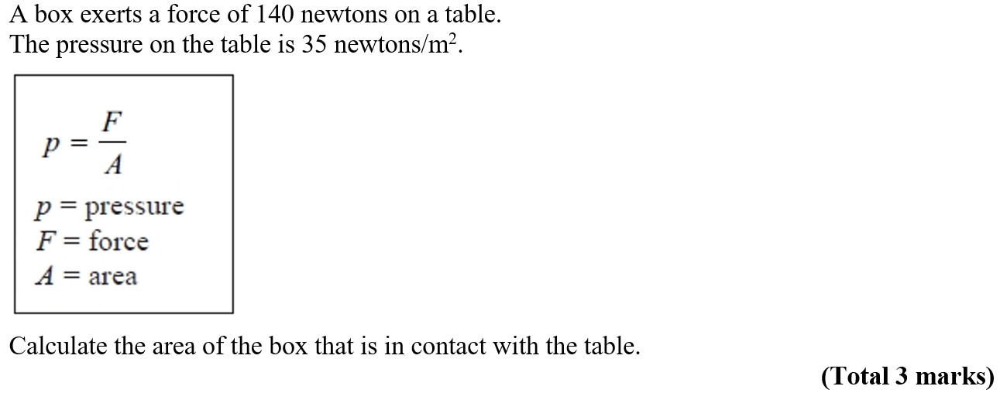 A box exerts a force of 140 newtons on a table.
The pressure on the table is 35 newtons/m².
p = F/A
p = pressure
F = force
A = area
Calculate the area of the box that is in contact with the table.
(Total 3 marks)